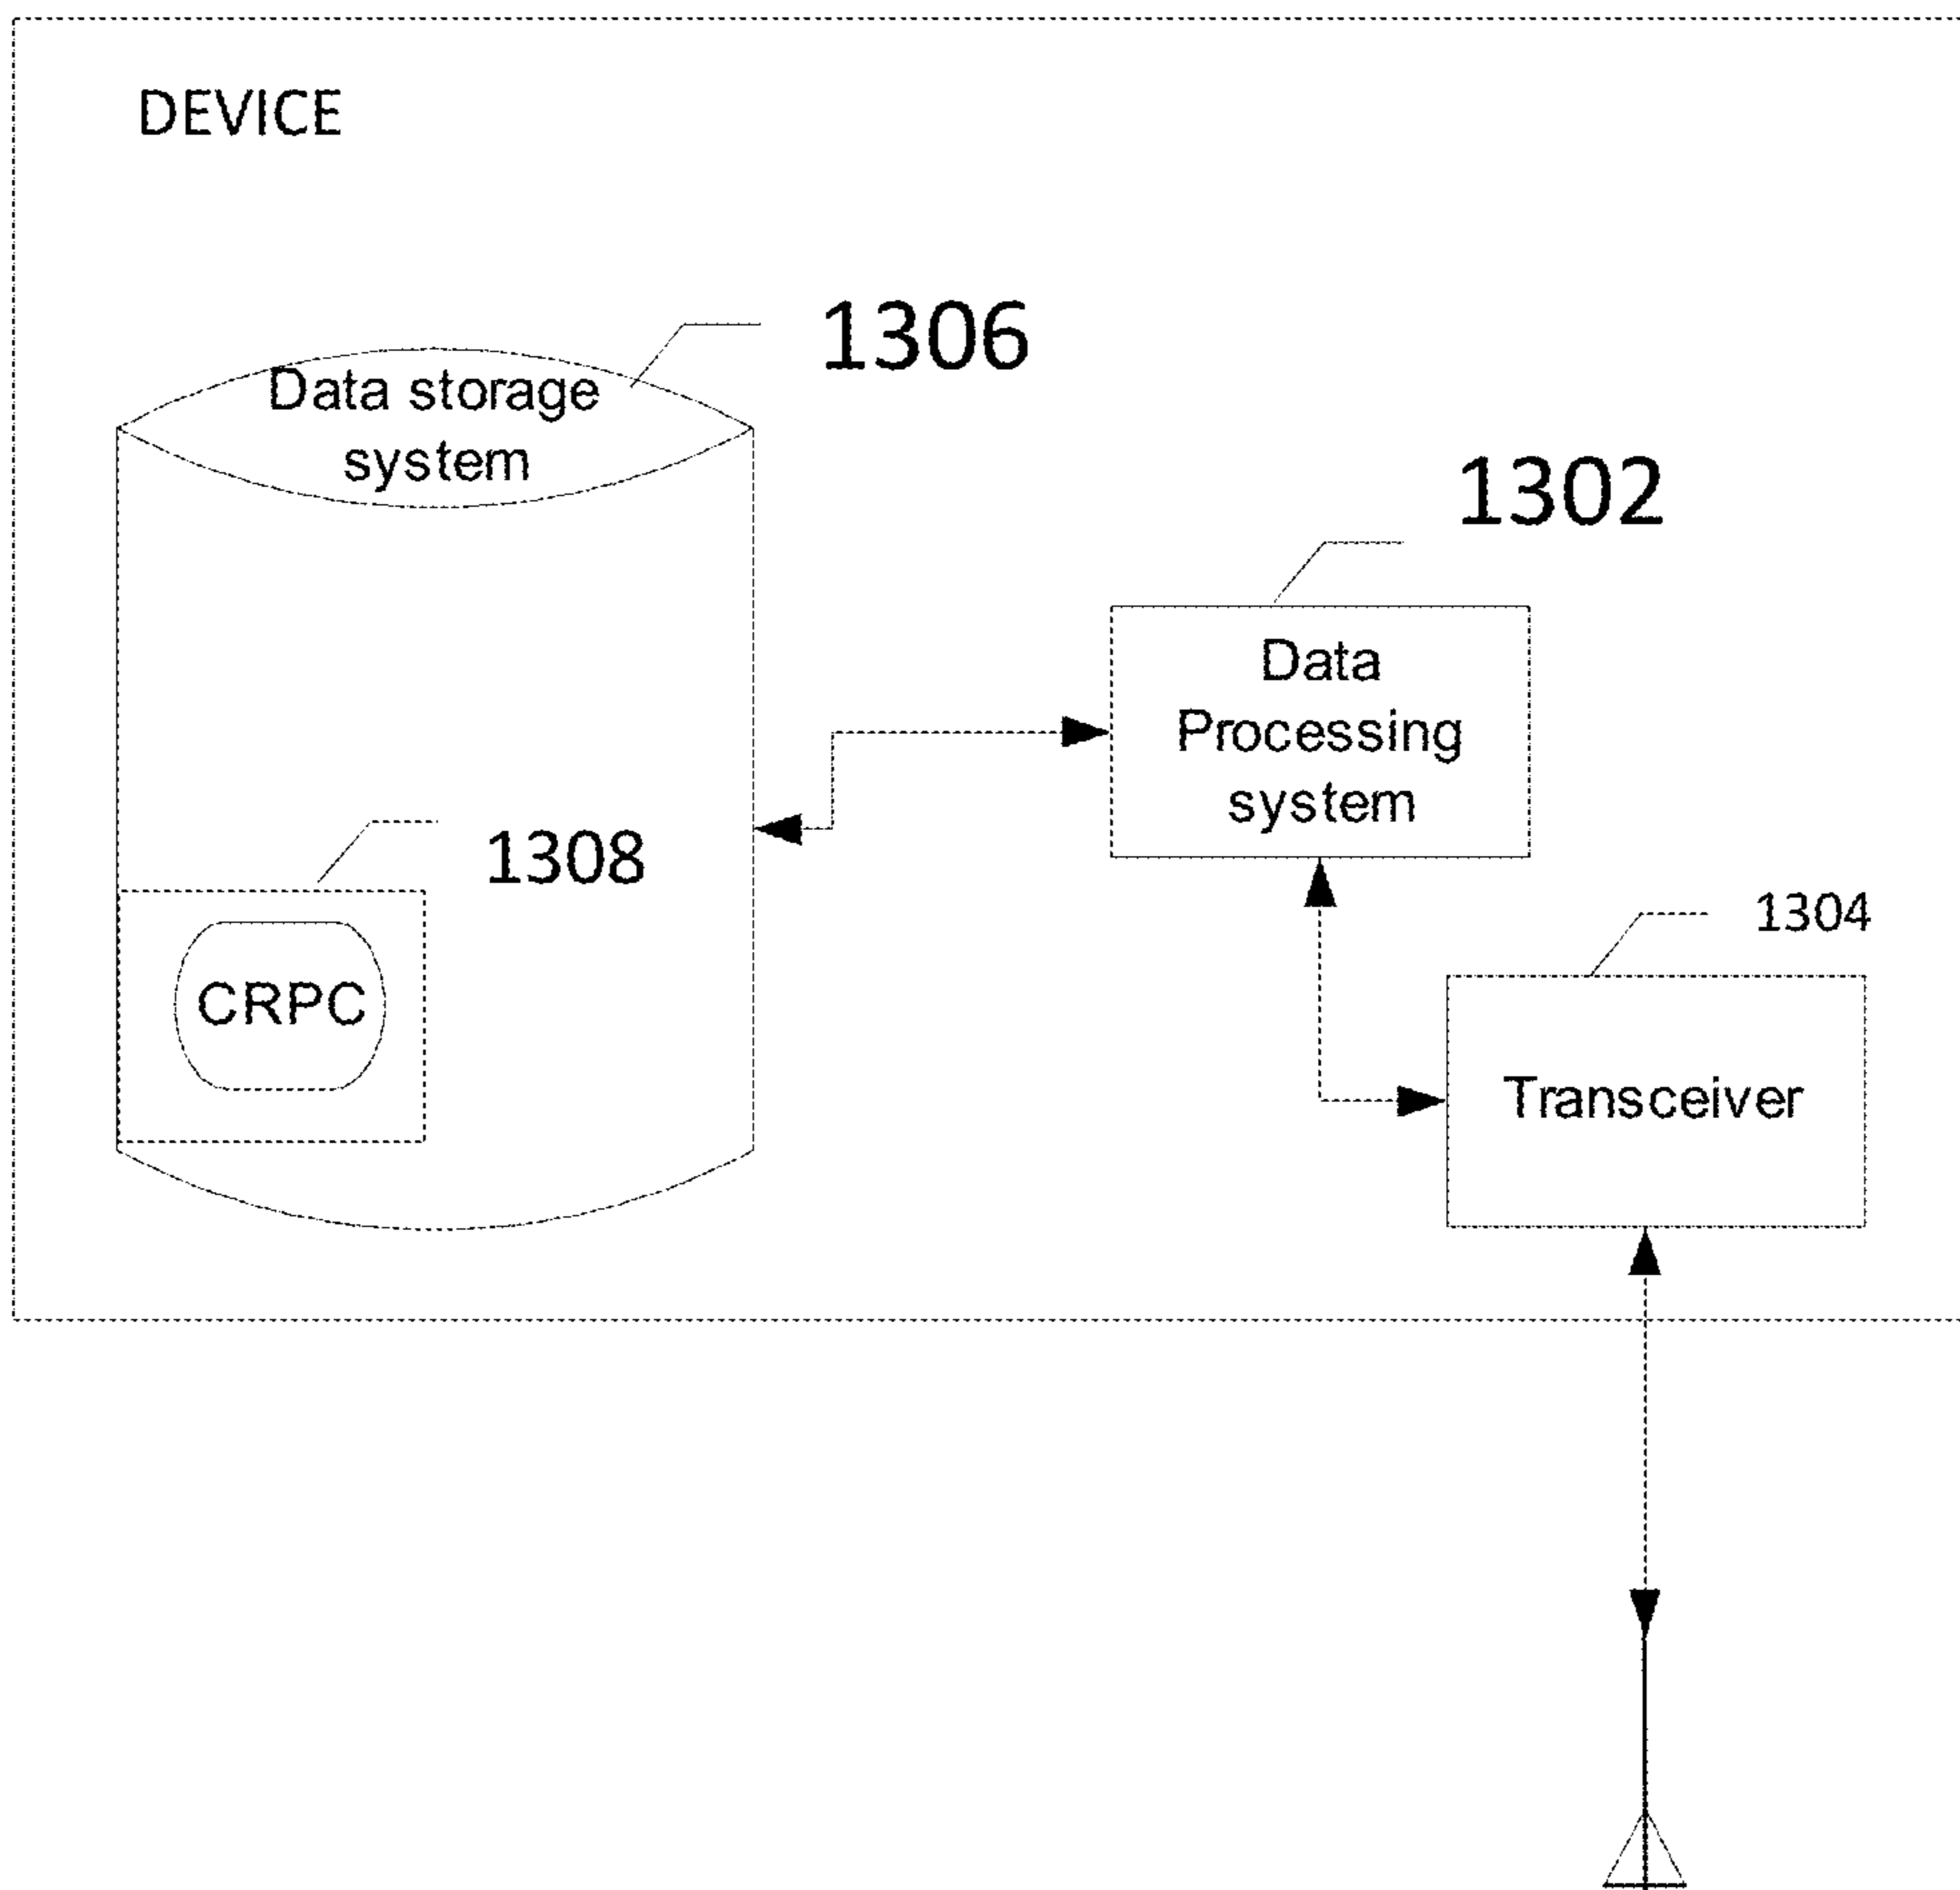 DEVICE
1306
Data storage
system
1302
Data
Processing
system
1308
1304
CRPC
Transceiver